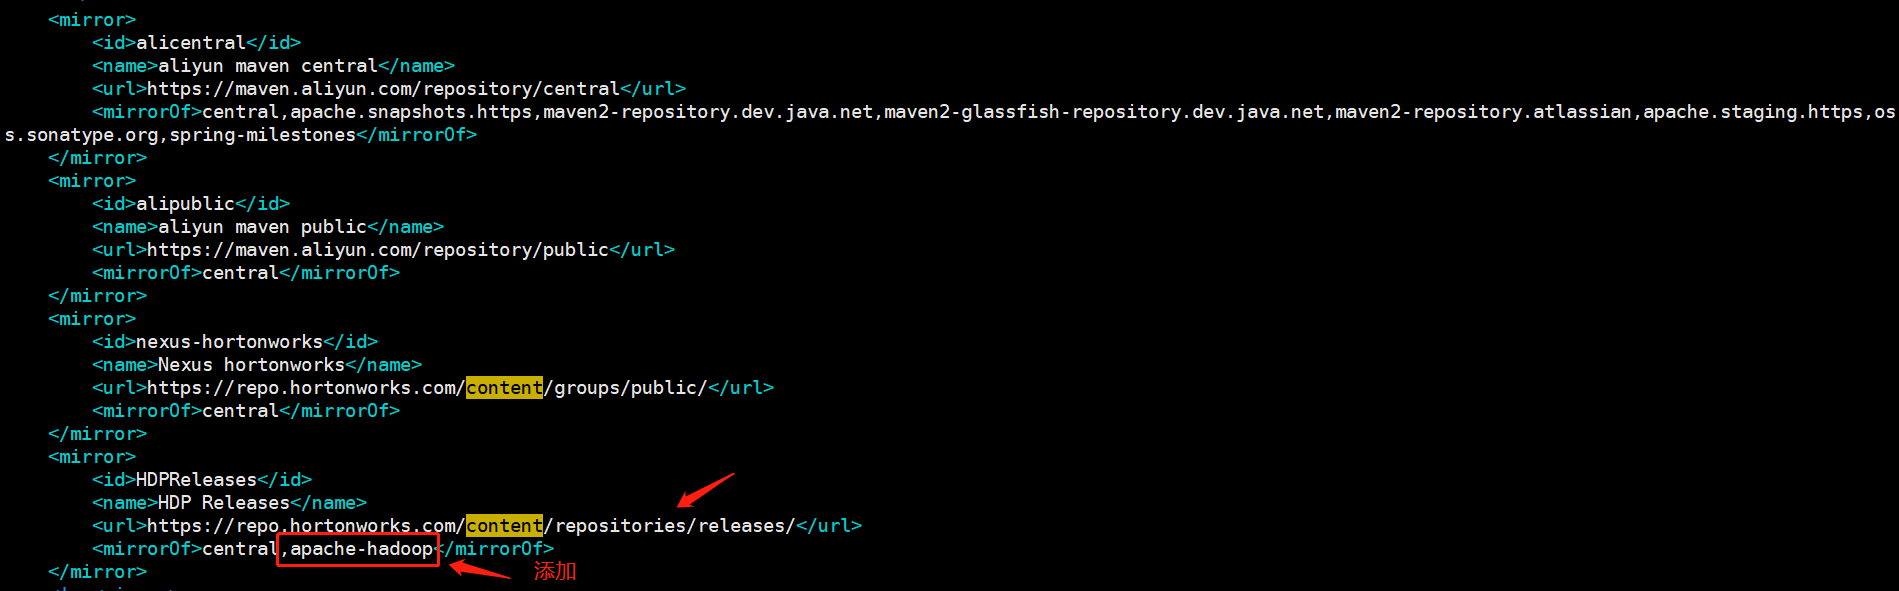 <mirror>
<id>alicentral</id>
<name>aliyun maven central</name>
<url>https://maven.aliyun.com/repository/central</url>
<mirrorOf>central,apache.snapshots.https,maven2-repository.dev.java.net,maven2-glassfish-repository.dev.java.net,maven2-repository.atlassian,apache.staging.https,os
s.sonatype.org,spring-milestones</mirrorOf>
</mirror>
<mirror>
<id>alipublic</id>
<name>aliyun maven public</name>
<url>https://maven.aliyun.com/repository/public</url>
<mirrorOf>central</mirrorOf>
</mirror>
<mirror>
<id>nexus-hortonworks</id>
<name>Nexus hortonworks</name>
<url>https://repo.hortonworks.com/content/groups/public/</url>
<mirrorOf>central</mirrorOf>
</mirror>
<mirror>
<id>HDPReleases</id>
<name>HDP Releases</name>
<url>https://repo.hortonworks.com/content/repositories/releases/</url>
<mirrorOf>central,apache-hadoop</mirrorOf>
</mirror>
添加